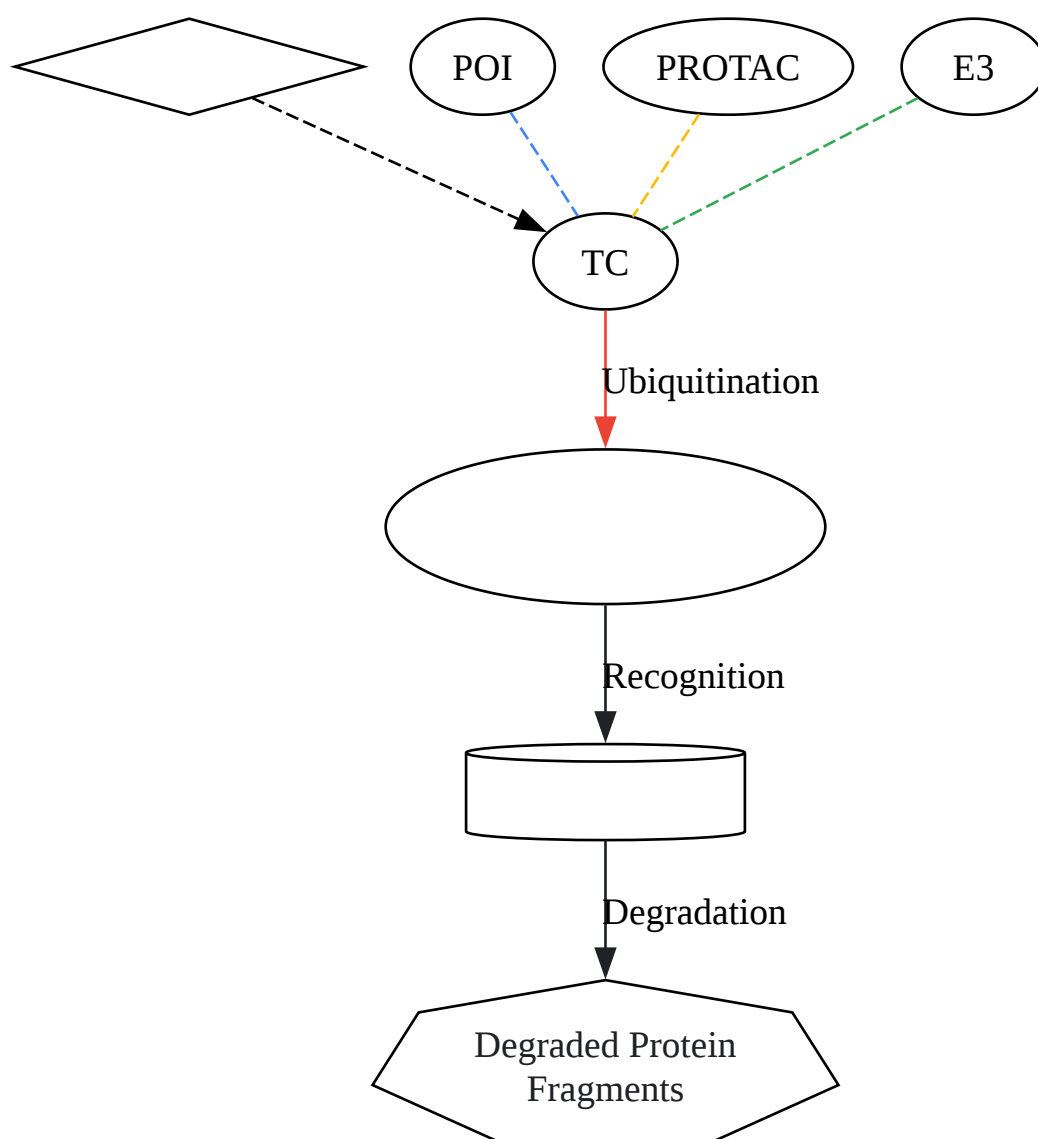 POI
PROTAC
E3
TC
Ubiquitination
Recognition
Degradation
Degraded Protein
Fragments